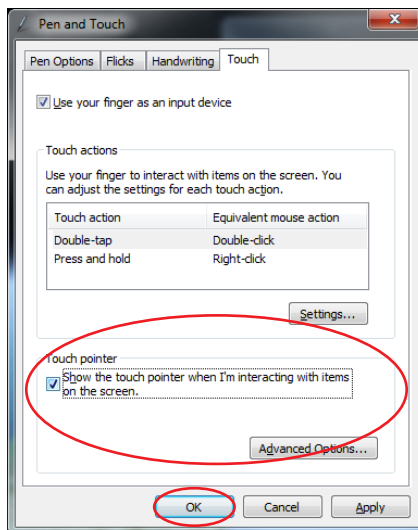 Pen and Touch
Pen Options Flicks Handwriting Touch
Use your finger as an input device
Touch actions
Use your finger to interact with items on the screen. You
can adjust the settings for each touch action.
Touch action Equivalent mouse action
Double-tap Double-click
Press and hold Right-click
Settings...
Touch pointer
Show the touch pointer when I'm interacting with items
on the screen.
Advanced Options...
OK Cancel Apply